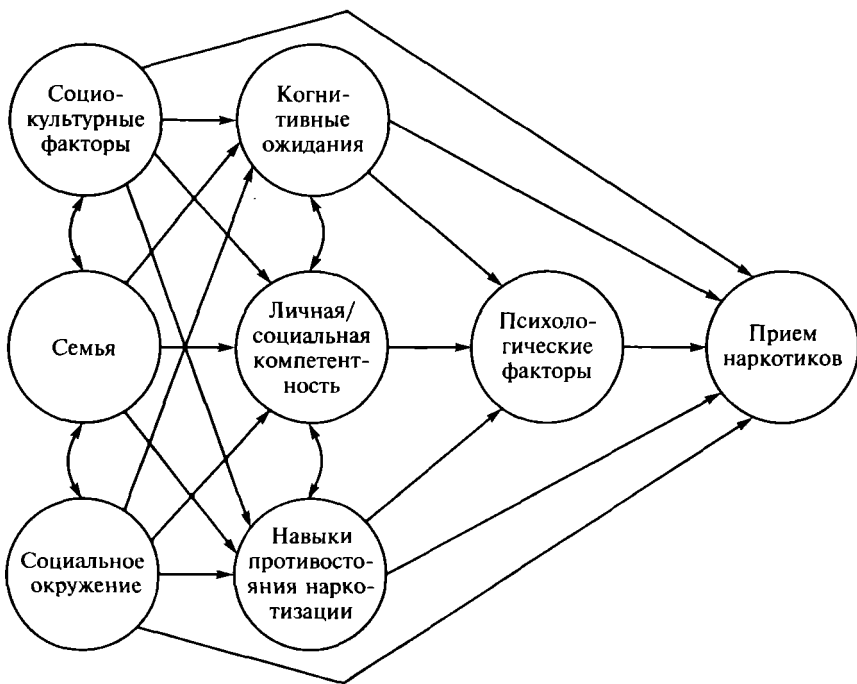 Социо-
культурные
факторы
Когни-
тивные
ожидания
Семья
Личная/
социальная
компетент-
ность
Психоло-
гические
факторы
Прием
наркотиков
Социальное
окружение
Навыки
противосто-
яния нарко-
тизации